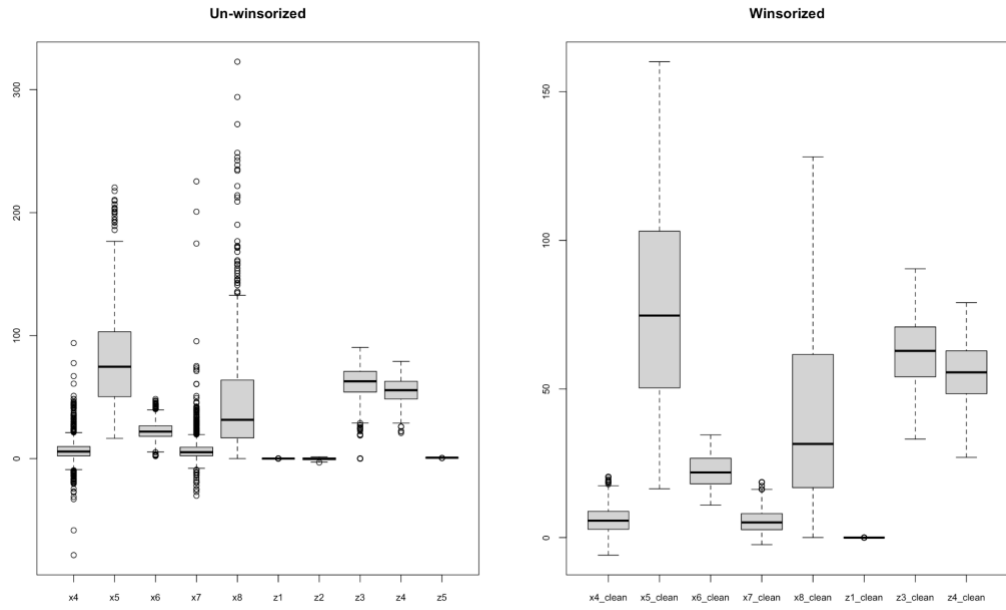 Un-winsorized
300
200
100
0
x4 x5 x6 x7 x8 z1 z2 z3 z4 z5
Winsorized
150
100
50
0
x4_clean x5_clean x6_clean x7_clean x8_clean z1_clean z3_clean z4_clean